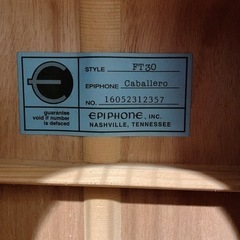 STYLE FT30
EPIPHONE Caballero
NO. 16052312357
guarantee
void if number
is defaced
EPIPHONE, INC.
NASHVILLE, TENNESSEE